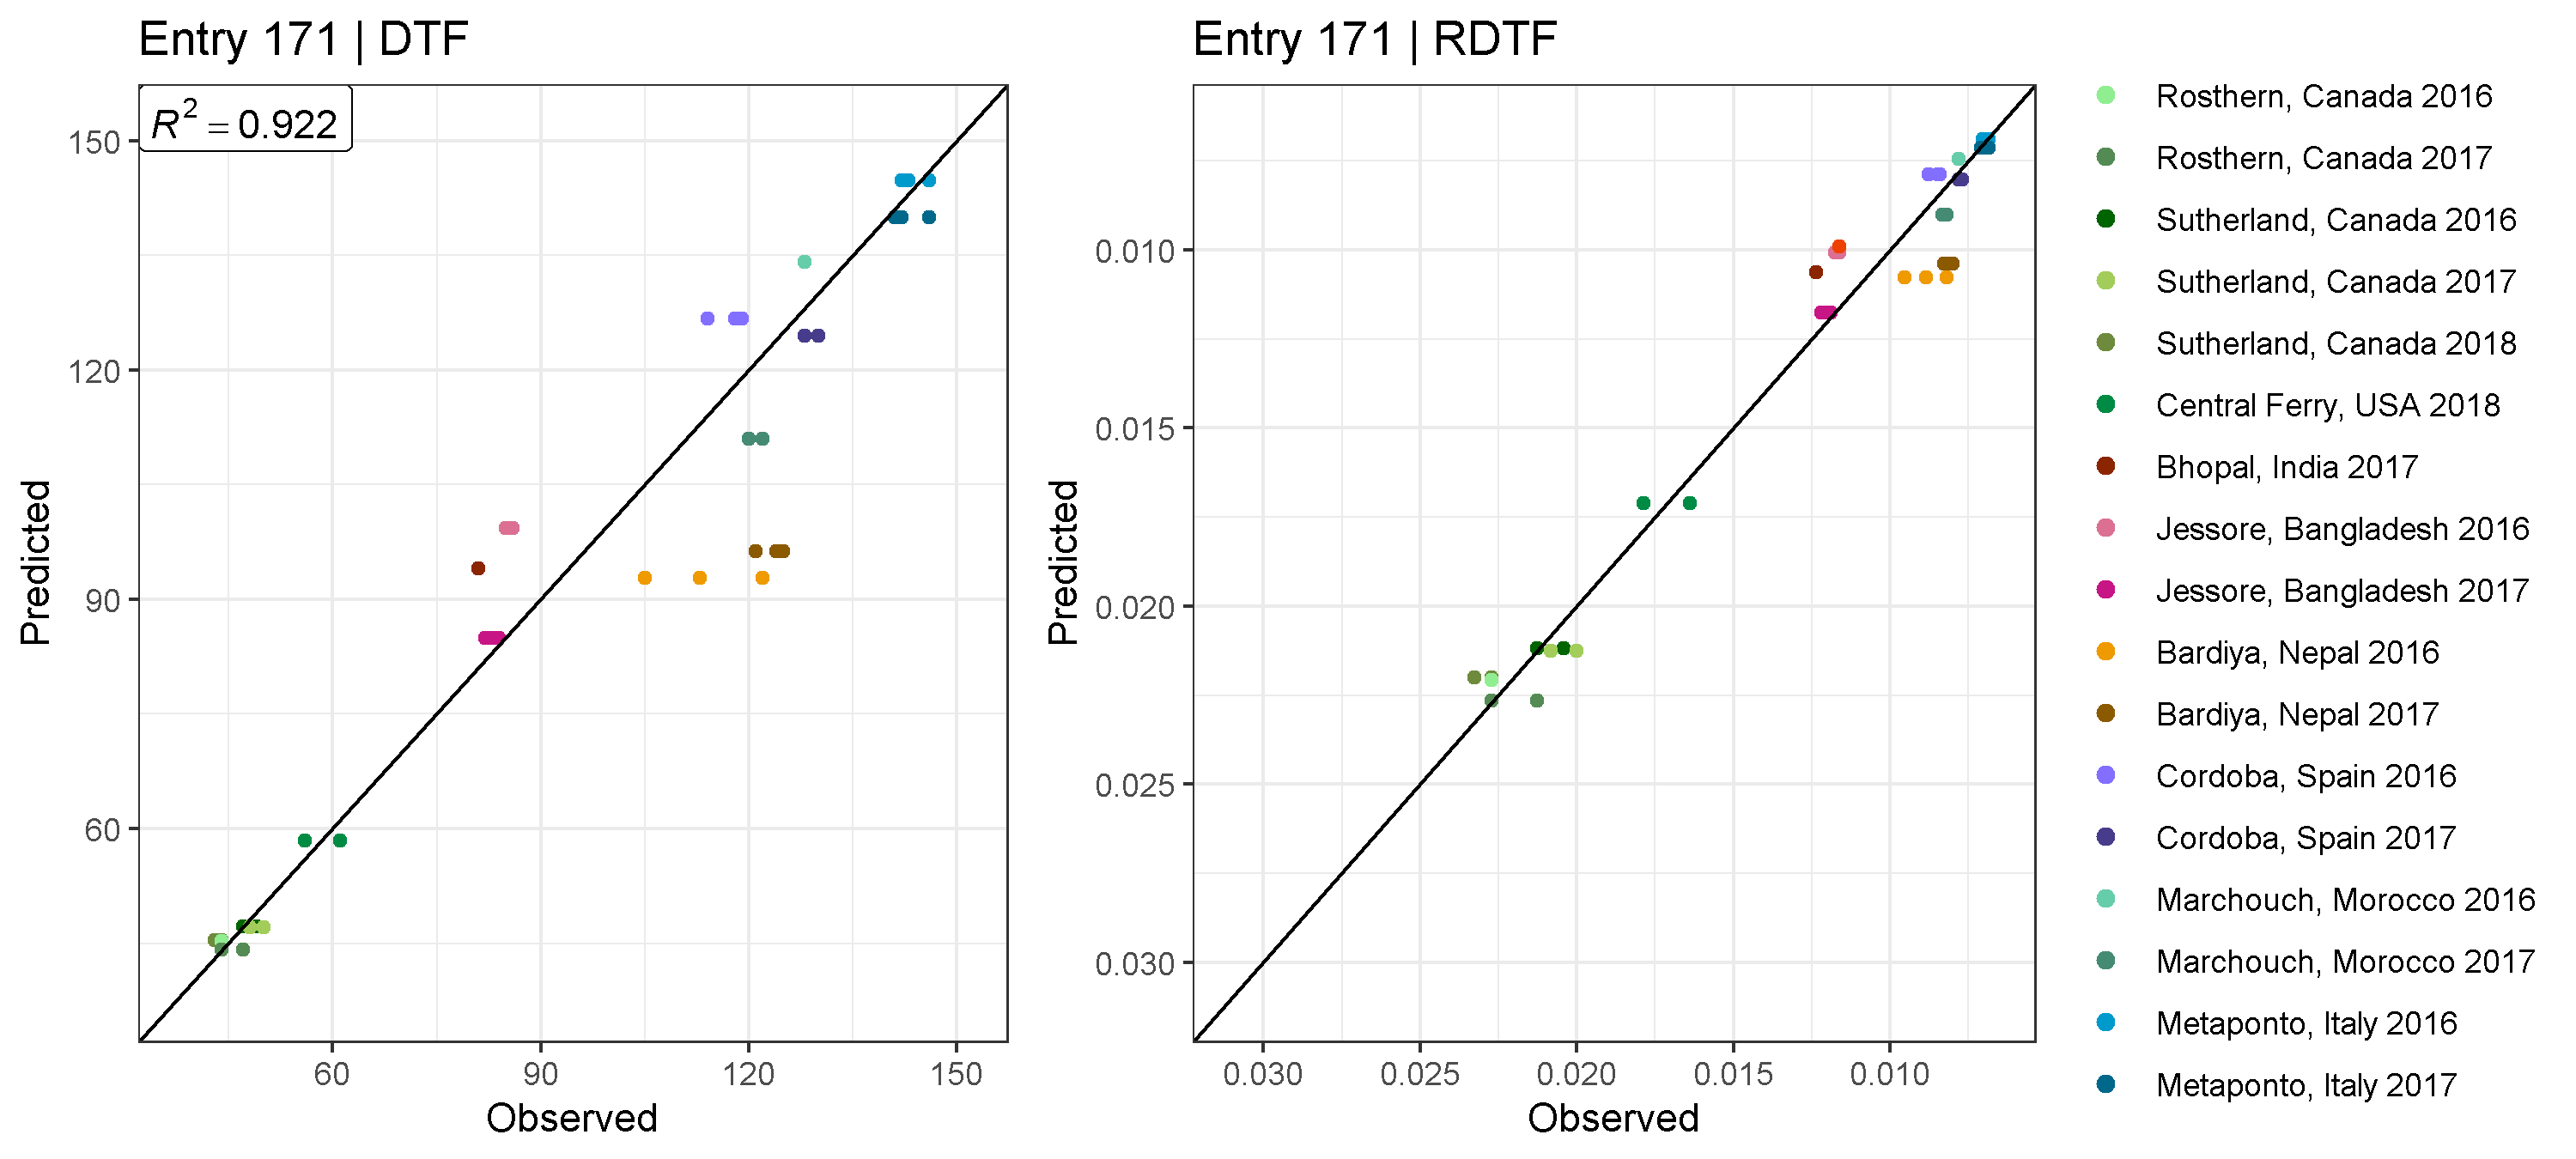 Entry 171 | DTF
R² = 0.922
150
120
90
60
Predicted
60 90 120 150
Observed
Entry 171 | RDTF
0.010
0.015
0.020
0.025
0.030
Predicted
0.030 0.025 0.020 0.015 0.010
Observed
Rosthern, Canada 2016
Rosthern, Canada 2017
Sutherland, Canada 2016
Sutherland, Canada 2017
Sutherland, Canada 2018
Central Ferry, USA 2018
Bhopal, India 2017
Jessore, Bangladesh 2016
Jessore, Bangladesh 2017
Bardiya, Nepal 2016
Bardiya, Nepal 2017
Cordoba, Spain 2016
Cordoba, Spain 2017
Marchouch, Morocco 2016
Marchouch, Morocco 2017
Metaponto, Italy 2016
Metaponto, Italy 2017